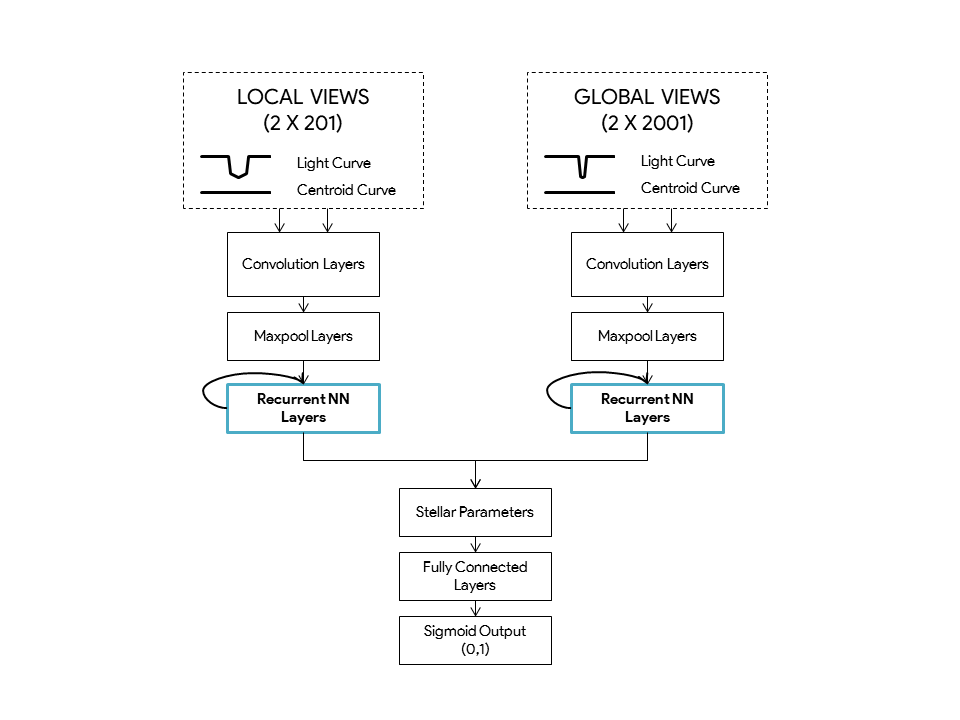 LOCAL VIEWS
(2 X 201)
Light Curve
Centroid Curve
GLOBAL VIEWS
(2 X 2001)
Light Curve
Centroid Curve
Convolution Layers
Convolution Layers
Maxpool Layers
Maxpool Layers
Recurrent NN
Layers
Recurrent NN
Layers
Stellar Parameters
Fully Connected
Layers
Sigmoid Output
(0,1)